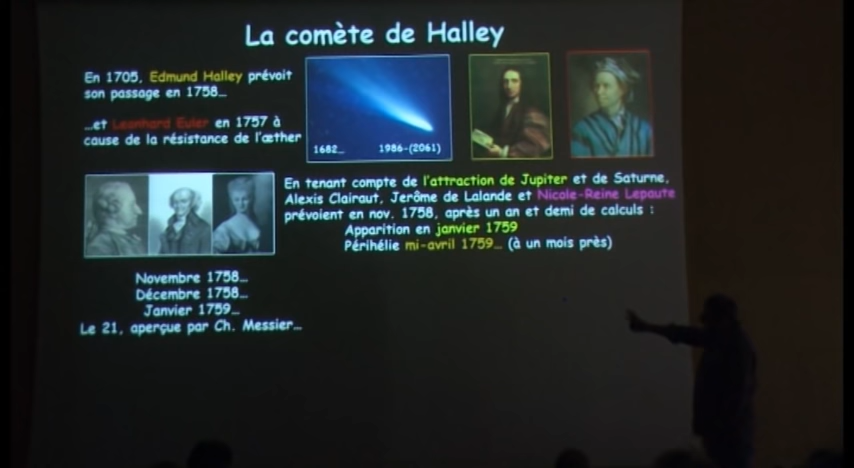 La comète de Halley
En 1705, Edmund Halley prévoit
son passage en 1758...
...et Leonhard Euler en 1757 à
cause de la résistance de l'æther
1682... 1986-(2061)
En tenant compte de l'attraction de Jupiter et de Saturne,
Alexis Clairaut, Jerôme de Lalande et Nicole-Reine Lepaute
prévoient en nov. 1758, après un an et demi de calculs :
Apparition en janvier 1759
Périhélie mi-avril 1759... (à un mois près)
Novembre 1758...
Décembre 1758...
Janvier 1759...
Le 21, aperçue par Ch. Messier...